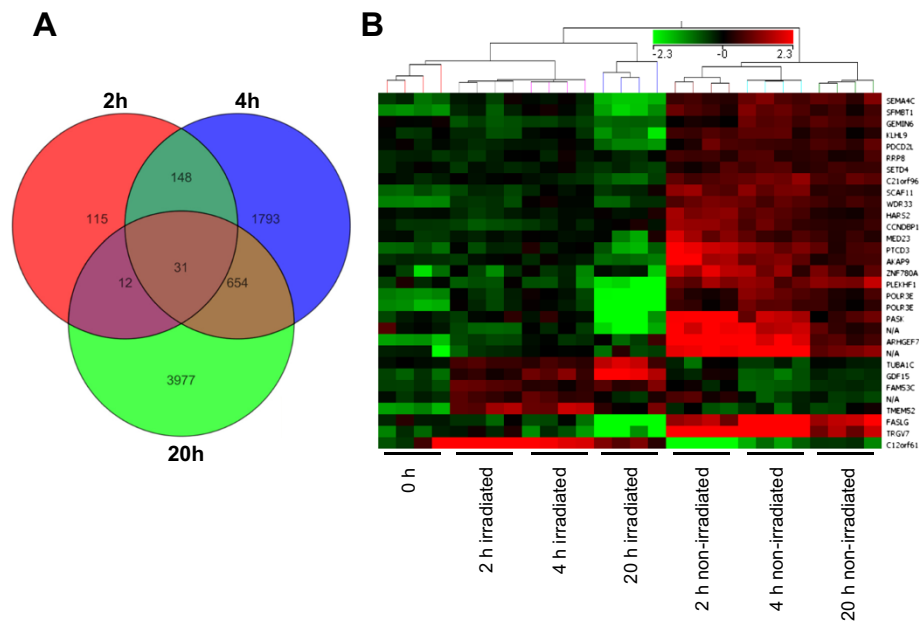 A
2h
4h
148
115
1793
31
12
654
3977
20h
B
-2.3
-0
2.3
SEMA4C
SFMBT1
GEMIN6
KLHL9
PDCD2L
RRP8
SETD4
C21orf96
SCAF11
WDR33
HARS2
CCNDBP1
MED23
PTCD3
AKAP9
ZNF780A
PLEKHF1
POLR3E
POLR3E
PASK
N/A
ARHGEF7
N/A
TUBA1C
GDF15
FAM53C
N/A
TMEM52
FASLG
TRGV7
C12orf61
0 h
2 h irradiated
4 h irradiated
20 h irradiated
2 h non-irradiated
4 h non-irradiated
20 h non-irradiated